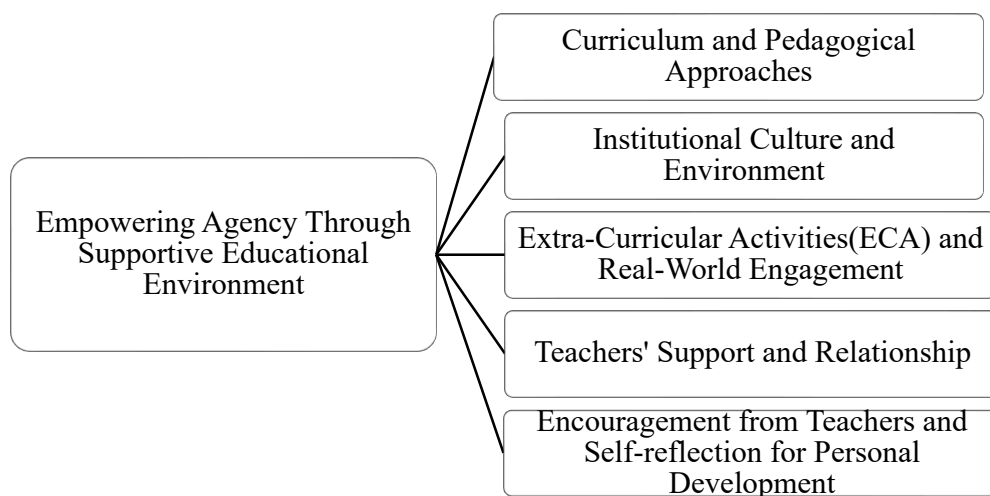 Empowering Agency Through
Supportive Educational
Environment
Curriculum and Pedagogical
Approaches
Institutional Culture and
Environment
Extra-Curricular Activities(ECA) and
Real-World Engagement
Teachers' Support and Relationship
Encouragement from Teachers and
Self-reflection for Personal
Development